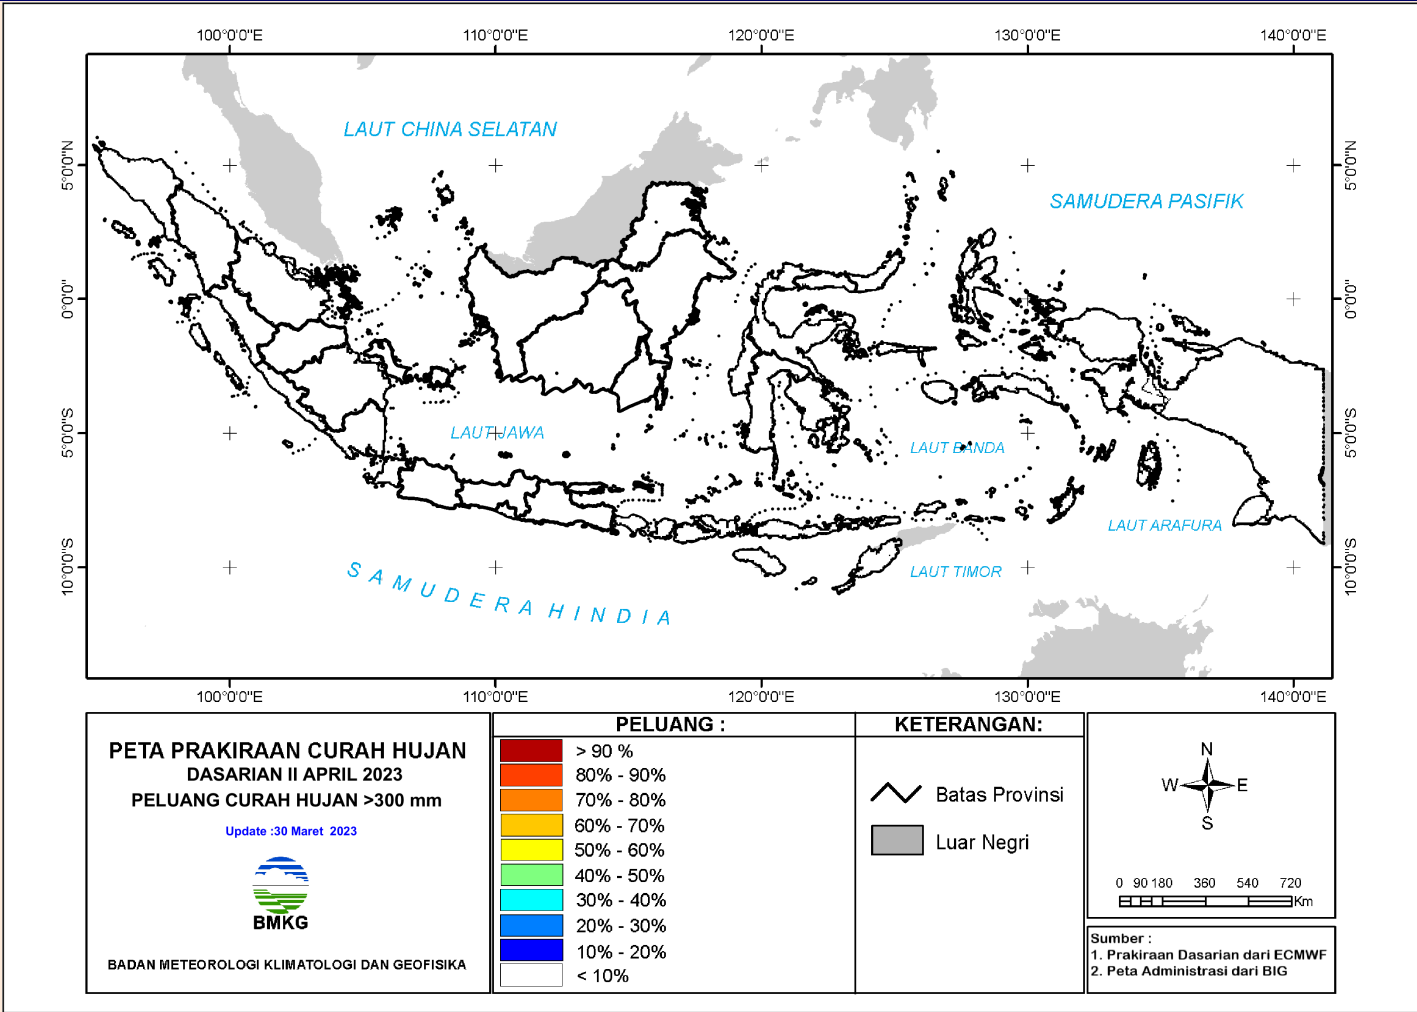 100°0'0"E 110°0'0"E 120°0'0"E 130°0'0"E 140°0'0"E
5°0'0"N
0°0'0"
5°0'0"S
10°0'0"S
LAUT CHINA SELATAN
SAMUDERA PASIFIK
LAUT JAWA
LAUT BANDA
LAUT ARAFURA
LAUT TIMOR
SAMUDERA HINDIA
5°0'0"N
0°0'0"
5°0'0"S
10°0'0"S
100°0'0"E 110°0'0"E 120°0'0"E 130°0'0"E 140°0'0"E
PETA PRAKIRAAN CURAH HUJAN
DASARIAN II APRIL 2023
PELUANG CURAH HUJAN >300 mm
Update :30 Maret 2023
BMKG
BADAN METEOROLOGI KLIMATOLOGI DAN GEOFISIKA
PELUANG :
> 90 %
80% - 90%
70% - 80%
60% - 70%
50% - 60%
40% - 50%
30% - 40%
20% - 30%
10% - 20%
< 10%
KETERANGAN:
Batas Provinsi
Luar Negri
N
W E
S
0 90 180 360 540 720
Km
Sumber :
1. Prakiraan Dasarian dari ECMWF
2. Peta Administrasi dari BIG